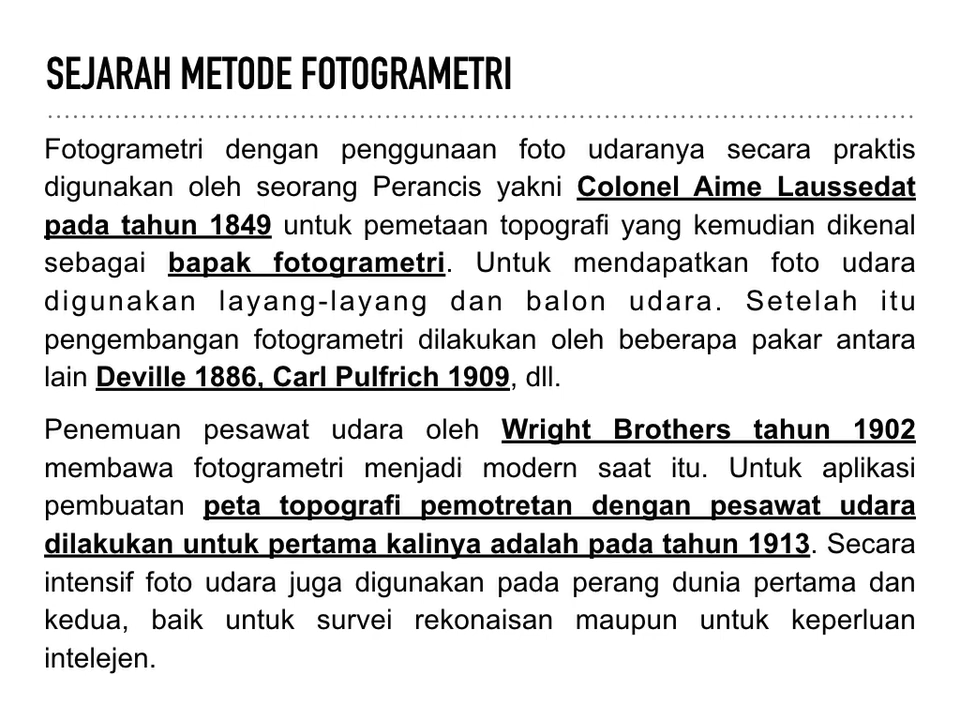 SEJARAH METODE FOTOGRAMETRI
Fotogrametri dengan penggunaan foto udaranya secara praktis
digunakan oleh seorang Perancis yakni Colonel Aime Laussedat
pada tahun 1849 untuk pemetaan topografi yang kemudian dikenal
sebagai bapak fotogrametri. Untuk mendapatkan foto udara
digunakan layang-layang dan balon udara. Setelah itu
pengembangan fotogrametri dilakukan oleh beberapa pakar antara
lain Deville 1886, Carl Pulfrich 1909, dll.
Penemuan pesawat udara oleh Wright Brothers tahun 1902
membawa fotogrametri menjadi modern saat itu. Untuk aplikasi
pembuatan peta topografi pemotretan dengan pesawat udara
dilakukan untuk pertama kalinya adalah pada tahun 1913. Secara
intensif foto udara juga digunakan pada perang dunia pertama dan
kedua, baik untuk survei rekonaisan maupun untuk keperluan
intelejen.